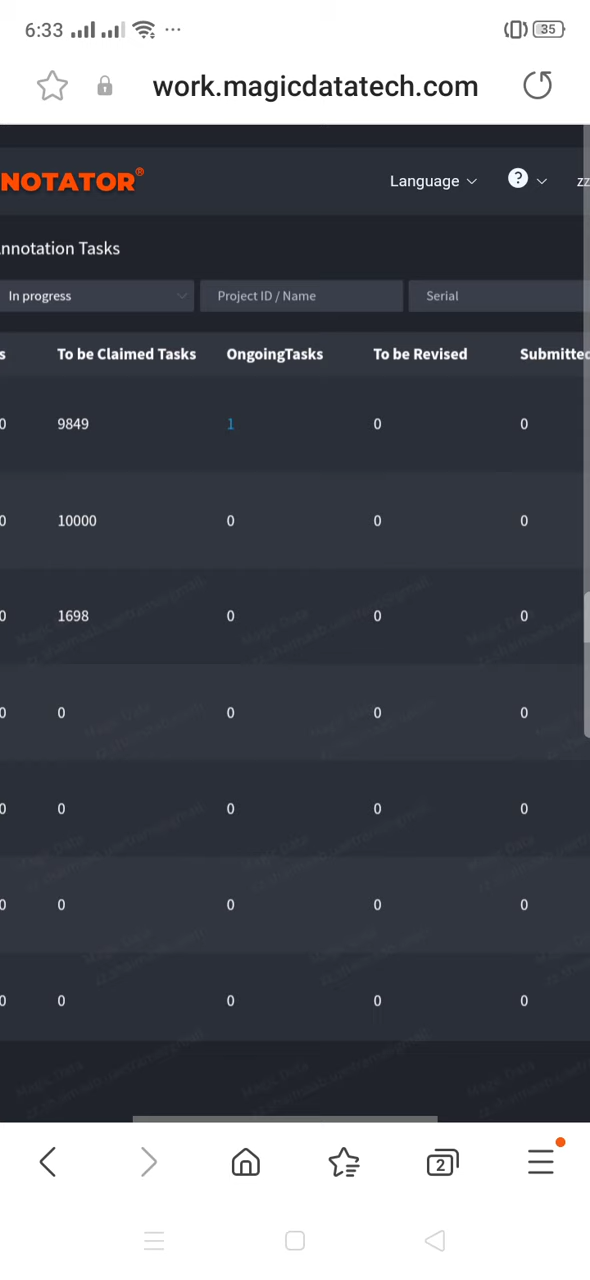 6:33 ··· 35
work.magicdatatech.com
NOTATOR®
Language ? zz
nnotation Tasks
In progress Project ID / Name Serial
s To be Claimed Tasks OngoingTasks To be Revised Submitted
0 9849 1 0 0
0 10000 0 0 0
0 1698 0 0 0
0 0 0 0 0
0 0 0 0 0
0 0 0 0 0
0 0 0 0 0
2